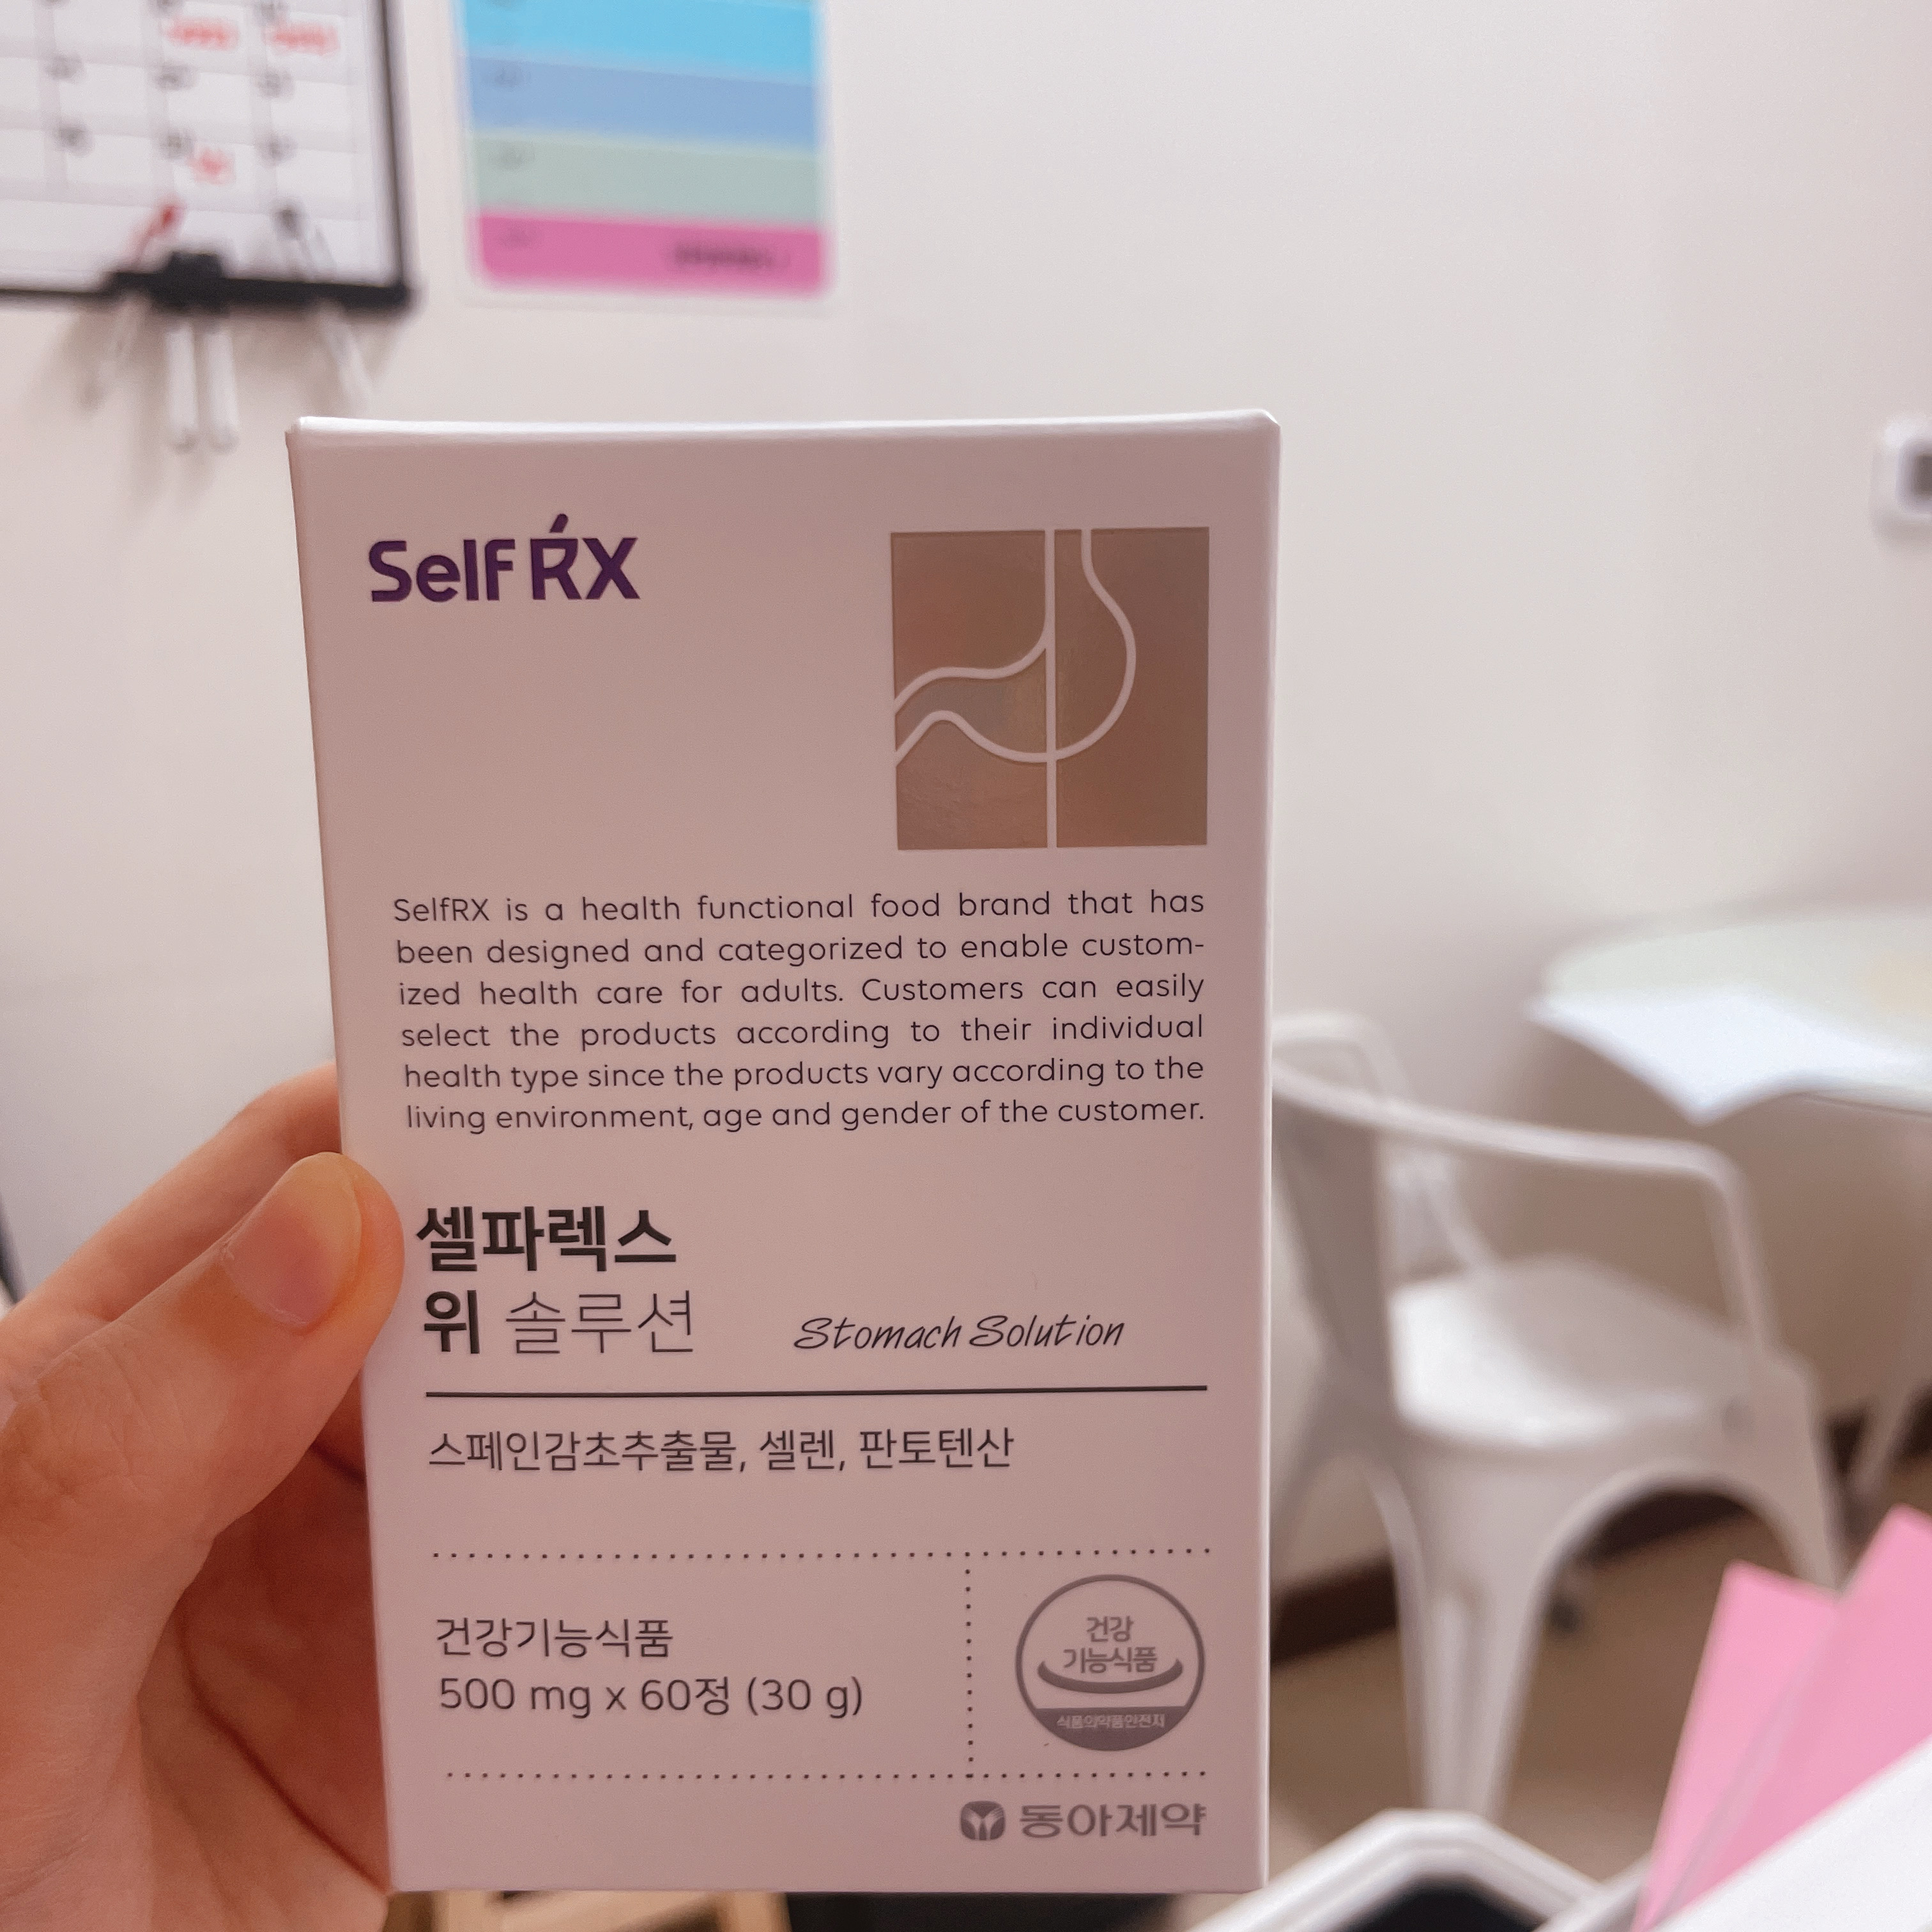 SelfRX
SelfRX is a health functional food brand that has
been designed and categorized to enable custom-
ized health care for adults. Customers can easily
select the products according to their individual
health type since the products vary according to the
living environment, age and gender of the customer.
셀파렉스
위 솔루션
Stomach Solution
스페인감초추출물, 셀렌, 판토텐산
건강기능식품
500 mg x 60정 (30 g)
건강
기능식품
식품의약품안전처
동아제약